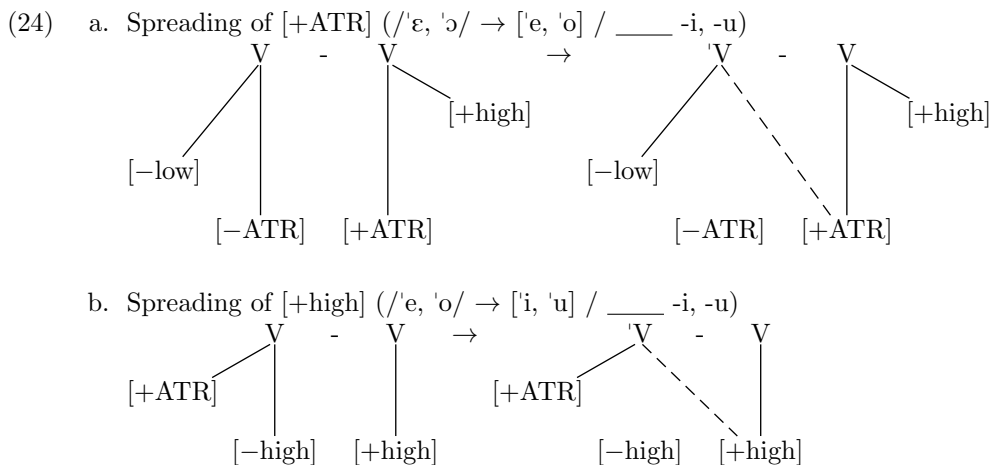 (24) a. Spreading of [+ATR] (/ˈɛ, ˈɔ/ → [ˈe, ˈo] / ____ -i, -u)
V - V → ˈV - V
[+high] [+high]
[−low] [−low]
[−ATR] [+ATR] [−ATR] [+ATR]
b. Spreading of [+high] (/ˈe, ˈo/ → [ˈi, ˈu] / ____ -i, -u)
V - V → ˈV - V
[+ATR] [+ATR]
[−high] [+high] [−high] [+high]